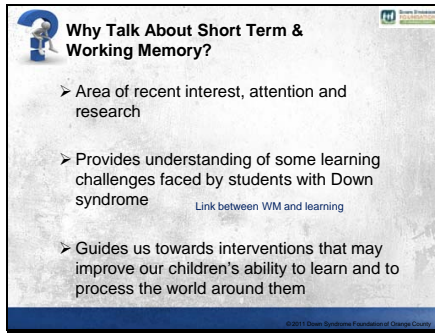 Why Talk About Short Term &
Working Memory?
➢ Area of recent interest, attention and
research
➢ Provides understanding of some learning
challenges faced by students with Down
syndrome
Link between WM and learning
➢ Guides us towards interventions that may
improve our children's ability to learn and to
process the world around them
©2011 Down Syndrome Foundation of Orange County